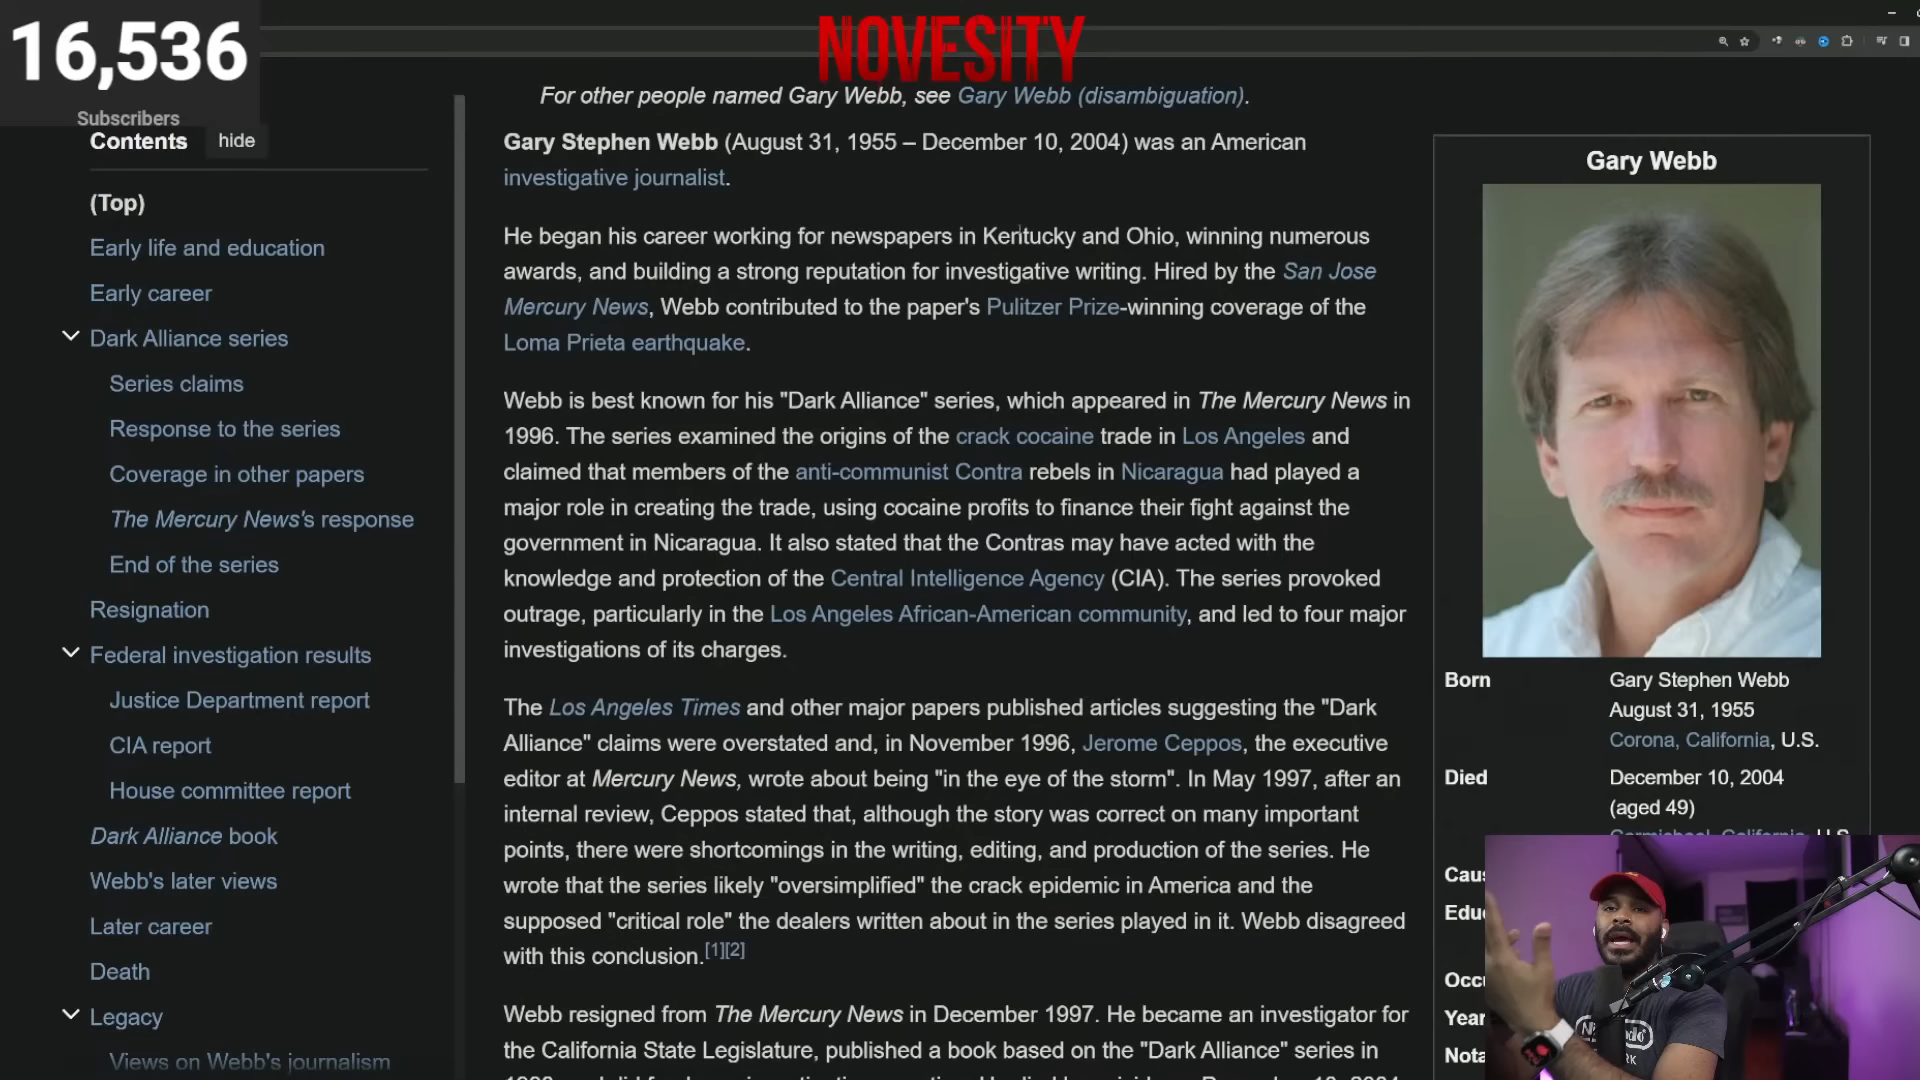 16,536
Subscribers
NOVESITY
Contents hide
(Top)
Early life and education
Early career
Dark Alliance series
Series claims
Response to the series
Coverage in other papers
The Mercury News's response
End of the series
Resignation
Federal investigation results
Justice Department report
CIA report
House committee report
Dark Alliance book
Webb's later views
Later career
Death
Legacy
Views on Webb's journalism
For other people named Gary Webb, see Gary Webb (disambiguation).
Gary Stephen Webb (August 31, 1955 – December 10, 2004) was an American
investigative journalist.
He began his career working for newspapers in Kentucky and Ohio, winning numerous
awards, and building a strong reputation for investigative writing. Hired by the San Jose
Mercury News, Webb contributed to the paper's Pulitzer Prize-winning coverage of the
Loma Prieta earthquake.
Webb is best known for his "Dark Alliance" series, which appeared in The Mercury News in
1996. The series examined the origins of the crack cocaine trade in Los Angeles and
claimed that members of the anti-communist Contra rebels in Nicaragua had played a
major role in creating the trade, using cocaine profits to finance their fight against the
government in Nicaragua. It also stated that the Contras may have acted with the
knowledge and protection of the Central Intelligence Agency (CIA). The series provoked
outrage, particularly in the Los Angeles African-American community, and led to four major
investigations of its charges.
The Los Angeles Times and other major papers published articles suggesting the "Dark
Alliance" claims were overstated and, in November 1996, Jerome Ceppos, the executive
editor at Mercury News, wrote about being "in the eye of the storm". In May 1997, after an
internal review, Ceppos stated that, although the story was correct on many important
points, there were shortcomings in the writing, editing, and production of the series. He
wrote that the series likely "oversimplified" the crack epidemic in America and the
supposed "critical role" the dealers written about in the series played in it. Webb disagreed
with this conclusion.[1][2]
Webb resigned from The Mercury News in December 1997. He became an investigator for
the California State Legislature, published a book based on the "Dark Alliance" series in
Gary Webb
Born Gary Stephen Webb
August 31, 1955
Corona, California, U.S.
Died December 10, 2004
(aged 49)
Carmichael, California, U.S.